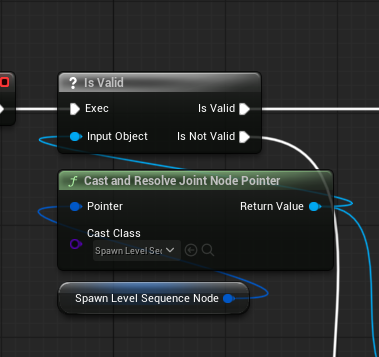 ? Is Valid
Exec
Is Valid
Input Object
Is Not Valid
f Cast and Resolve Joint Node Pointer
Pointer
Return Value
Cast Class
Spawn Level Se
Spawn Level Sequence Node